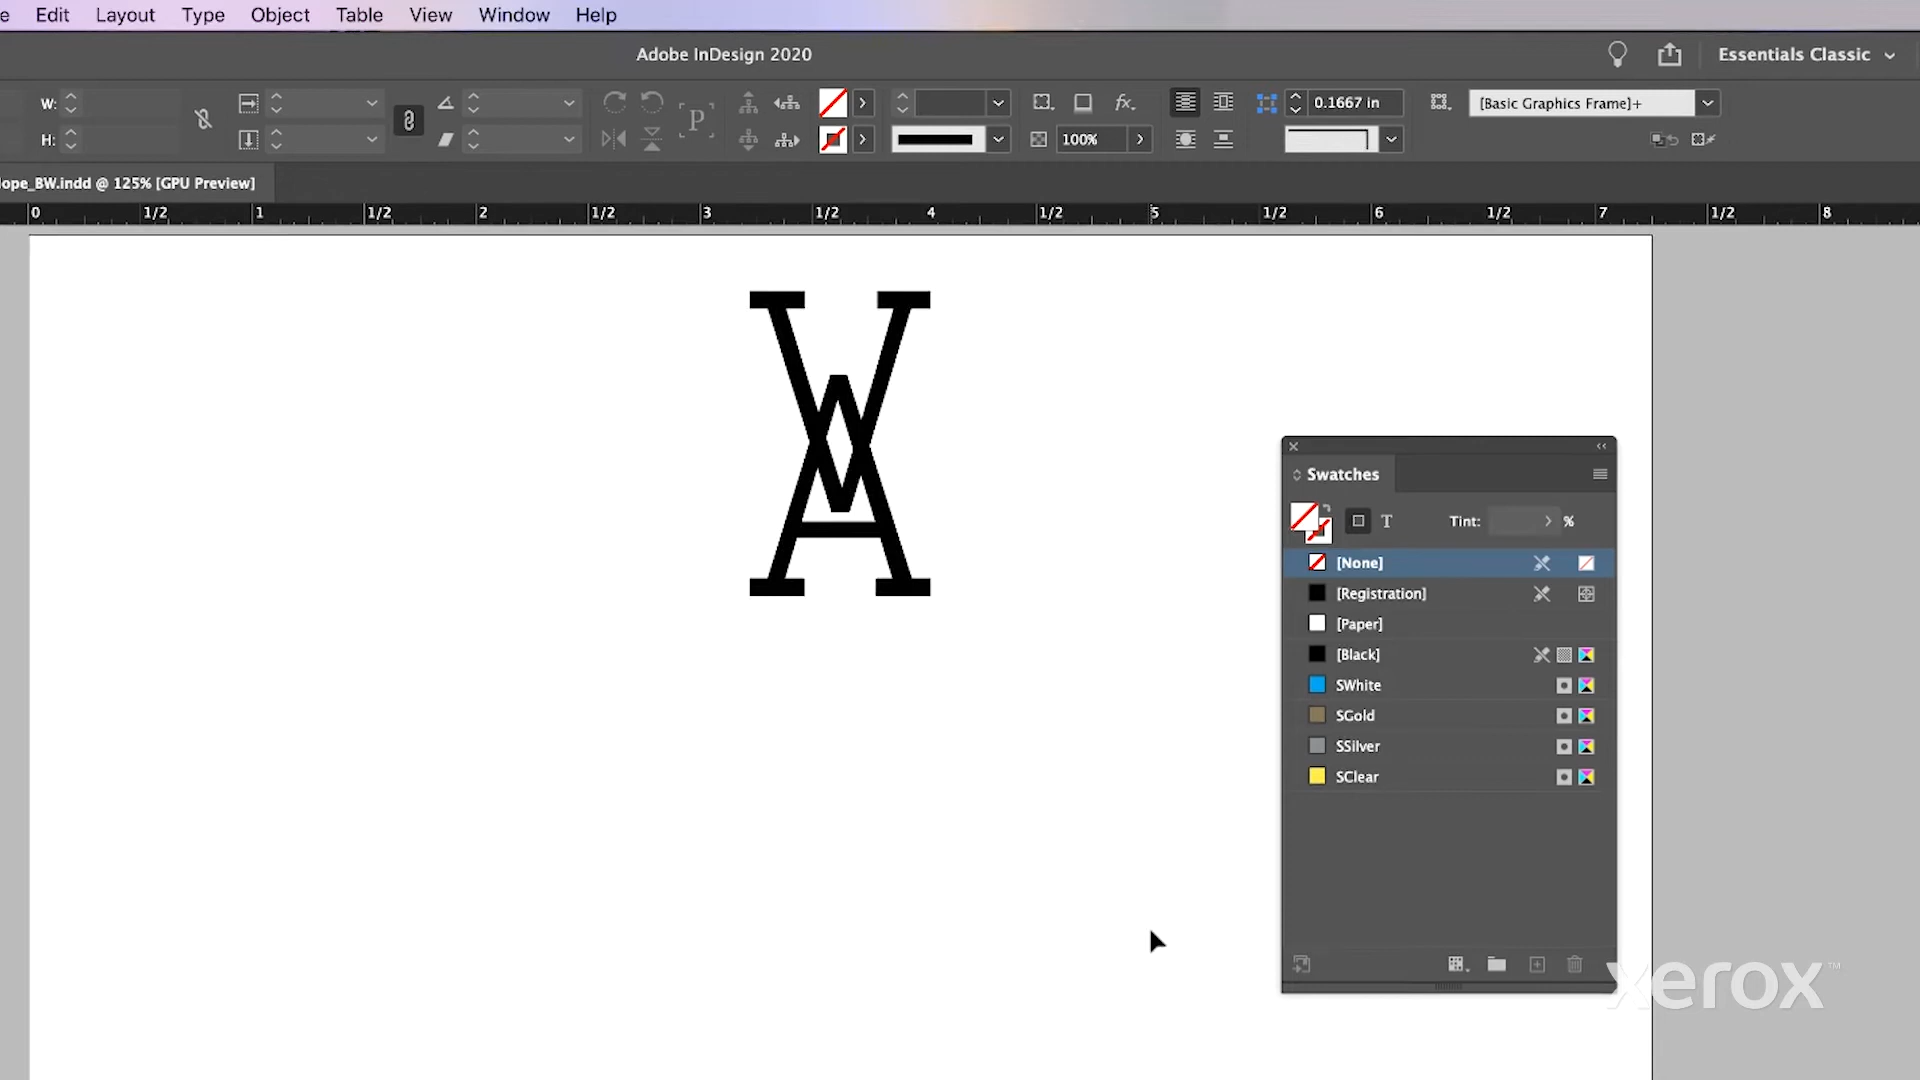 e Edit Layout Type Object Table View Window Help
Adobe InDesign 2020
Essentials Classic
W:
H:
P
fx.
100%
0.1667 in
[Basic Graphics Frame]+
ope_BW.indd @ 125% [GPU Preview]
0 1/2 1 1/2 2 1/2 3 1/2 4 1/2 5 1/2 6 1/2 7 1/2 8
VA
Swatches
T Tint: %
[None]
[Registration]
[Paper]
[Black]
SWhite
SGold
SSilver
SClear
xerox™